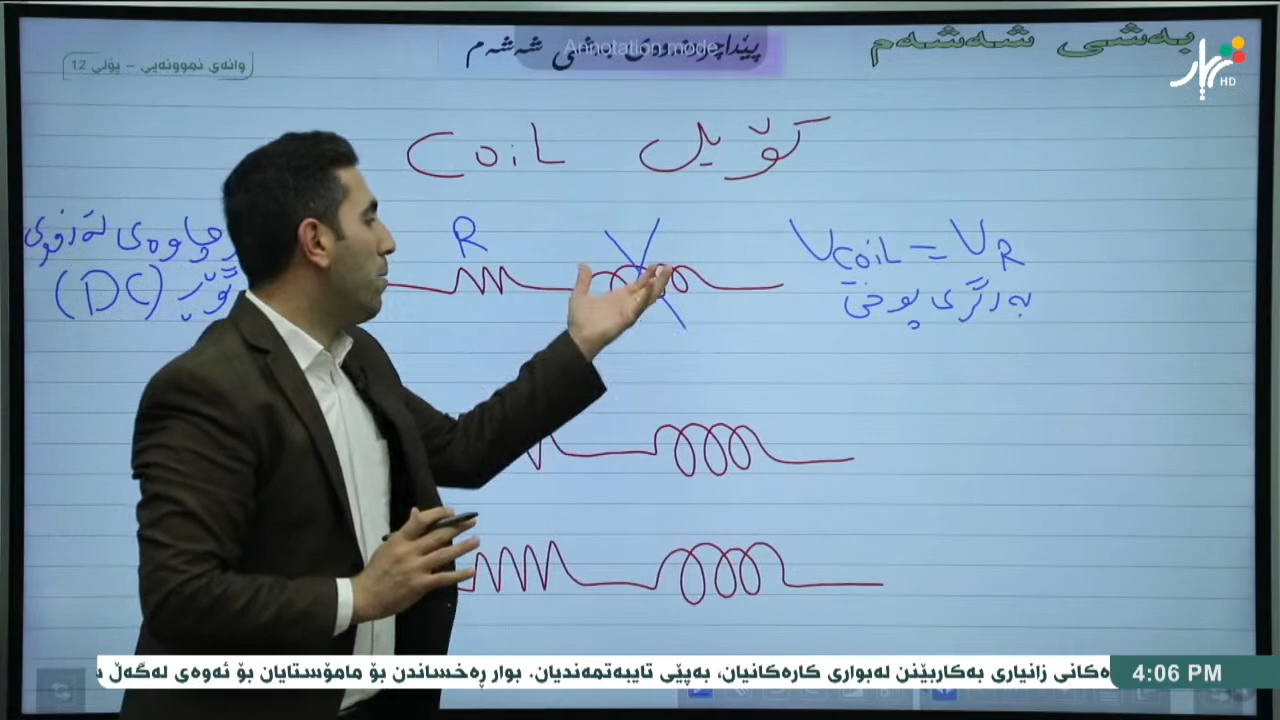 بەشی شەشەم
Annotation mode
بەشی شەشەم
وانەی نموونەیی – پۆلی 12
HD
کۆیل Coil
R
V
Vcoil = VR
بەرگری پوختی
(DC)
ەکانی زانیاری بەکاربێنن لەبواری کارەکانیان، بەپێی تایبەتمەندیان. بوار ڕەخساندن بۆ مامۆستایان بۆ ئەوەی لەگەڵ
4:06 PM